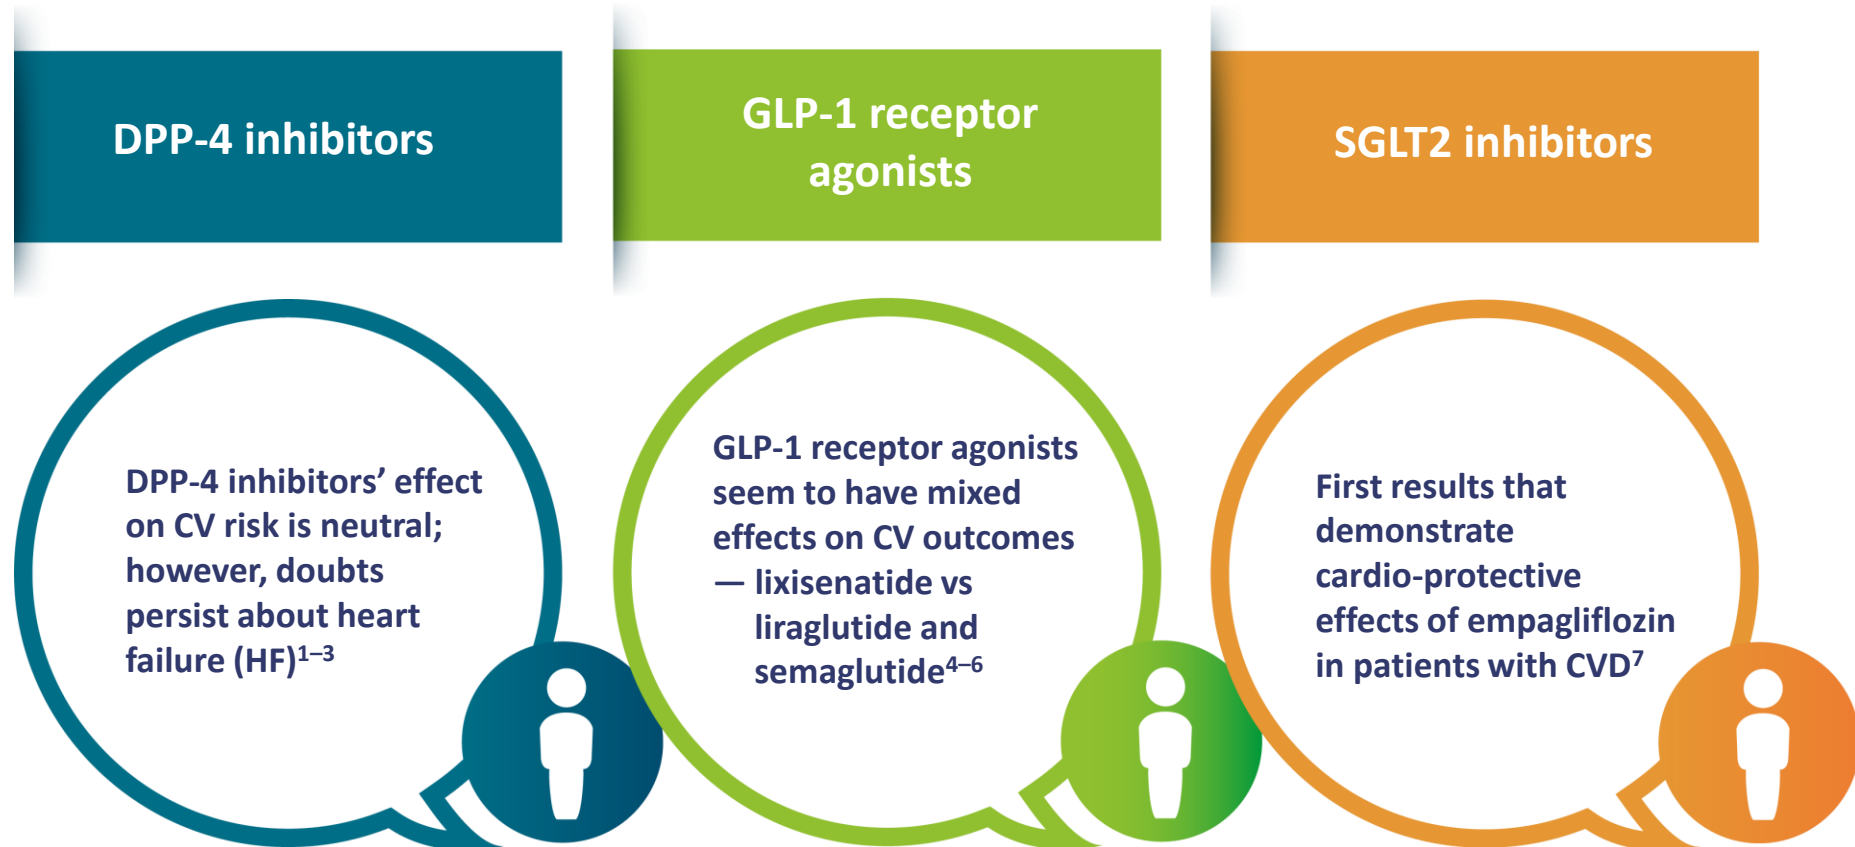 DPP-4 inhibitors
GLP-1 receptor
agonists
SGLT2 inhibitors
DPP-4 inhibitors’ effect
on CV risk is neutral;
however, doubts
persist about heart
failure (HF)¹⁻³
GLP-1 receptor agonists
seem to have mixed
effects on CV outcomes
— lixisenatide vs
liraglutide and
semaglutide⁴⁻⁶
First results that
demonstrate
cardio-protective
effects of empagliflozin
in patients with CVD⁷